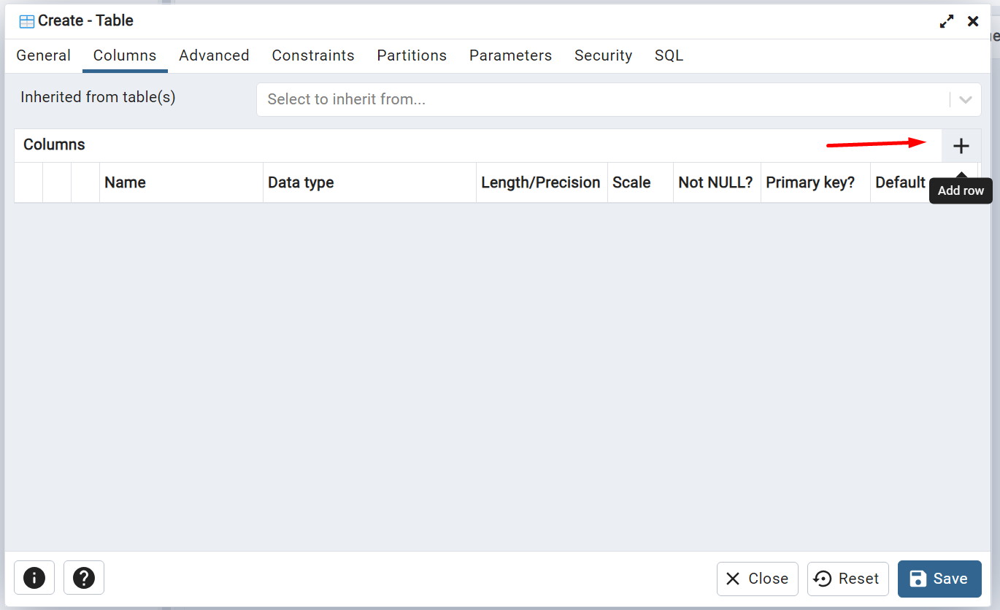 Create - Table
General Columns Advanced Constraints Partitions Parameters Security SQL
Inherited from table(s) Select to inherit from...
Columns
Name Data type Length/Precision Scale Not NULL? Primary key? Default
Add row
Close Reset Save